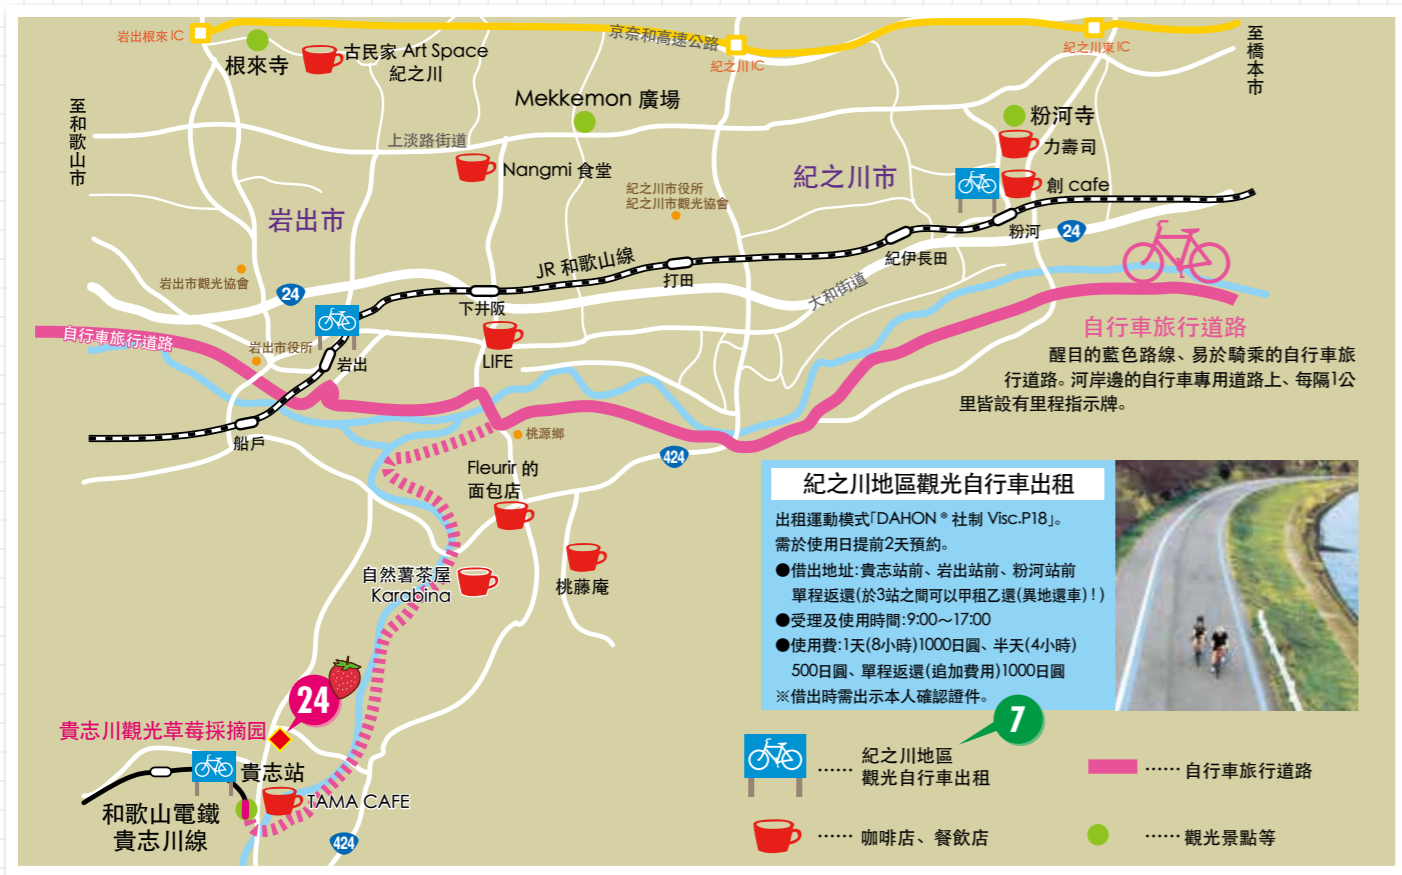 岩出根來 IC
京奈和高速公路
紀之川 IC
紀之川東 IC
至橋本市
根來寺
古民家 Art Space
紀之川
至和歌山市
Mekkemon 廣場
上淡路街道
Nangmi 食堂
粉河寺
力壽司
創 cafe
紀之川市
紀之川市役所
紀之川市觀光協會
岩出市
粉河
24
JR 和歌山線
紀伊長田
岩出市觀光協會
24
打田
大和街道
下井阪
自行車旅行道路
岩出市役所
岩出
LIFE
自行車旅行道路
醒目的藍色路線、易於騎乘的自行車旅
行道路。河岸邊的自行車專用道路上、每隔1公
里皆設有里程指示牌。
船戶
桃源鄉
424
Fleurir 的
面包店
自然薯茶屋
Karabina
桃藤庵
紀之川地區觀光自行車出租
出租運動模式「DAHON ® 社制 Visc.P18」。
需於使用日提前2天預約。
●借出地址:貴志站前、岩出站前、粉河站前
單程返還(於3站之間可以甲租乙還(異地還車)！)
●受理及使用時間:9:00～17:00
●使用費:1天(8小時)1000日圓、半天(4小時)
500日圓、單程返還(追加費用)1000日圓
※借出時需出示本人確認證件。
24
貴志川觀光草莓採摘园
貴志站
TAMA CAFE
和歌山電鐵
貴志川線
424
7
……紀之川地區
觀光自行車出租
……自行車旅行道路
……咖啡店、餐飲店
……觀光景點等